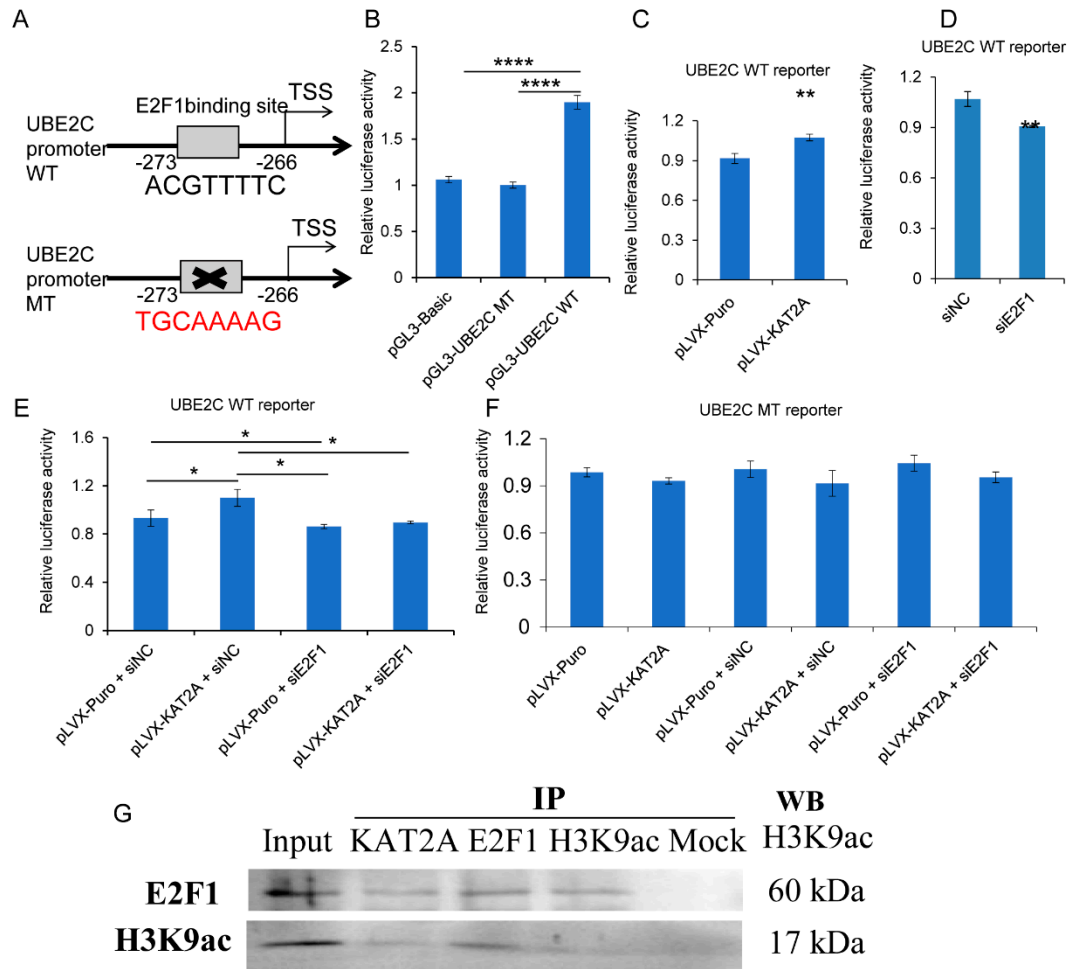 A
E2F1binding site
TSS
UBE2C
promoter
WT
-273
-266
ACGTTTTC
UBE2C
promoter
MT
TSS
-273
-266
TGCAAAAG
B
Relative luciferase activity
2.5
2
1.5
1
0.5
0
****
****
pGL3-Basic
pGL3-UBE2C MT
pGL3-UBE2C WT
C
UBE2C WT reporter
Relative luciferase activity
1.2
0.9
0.6
0.3
0
**
pLVX-Puro
pLVX-KAT2A
D
UBE2C WT reporter
Relative luciferase activity
1.2
0.9
0.6
0.3
0
**
siNC
siE2F1
E
UBE2C WT reporter
Relative luciferase activity
1.6
1.2
0.8
0.4
0
*
*
*
*
pLVX-Puro + siNC
pLVX-KAT2A + siNC
pLVX-Puro + siE2F1
pLVX-KAT2A + siE2F1
F
UBE2C MT reporter
Relative luciferase activity
1.2
0.9
0.6
0.3
0
pLVX-Puro
pLVX-KAT2A
pLVX-Puro + siNC
pLVX-KAT2A + siNC
pLVX-Puro + siE2F1
pLVX-KAT2A + siE2F1
G
IP
WB
Input KAT2A E2F1 H3K9ac Mock H3K9ac
E2F1 60 kDa
H3K9ac 17 kDa